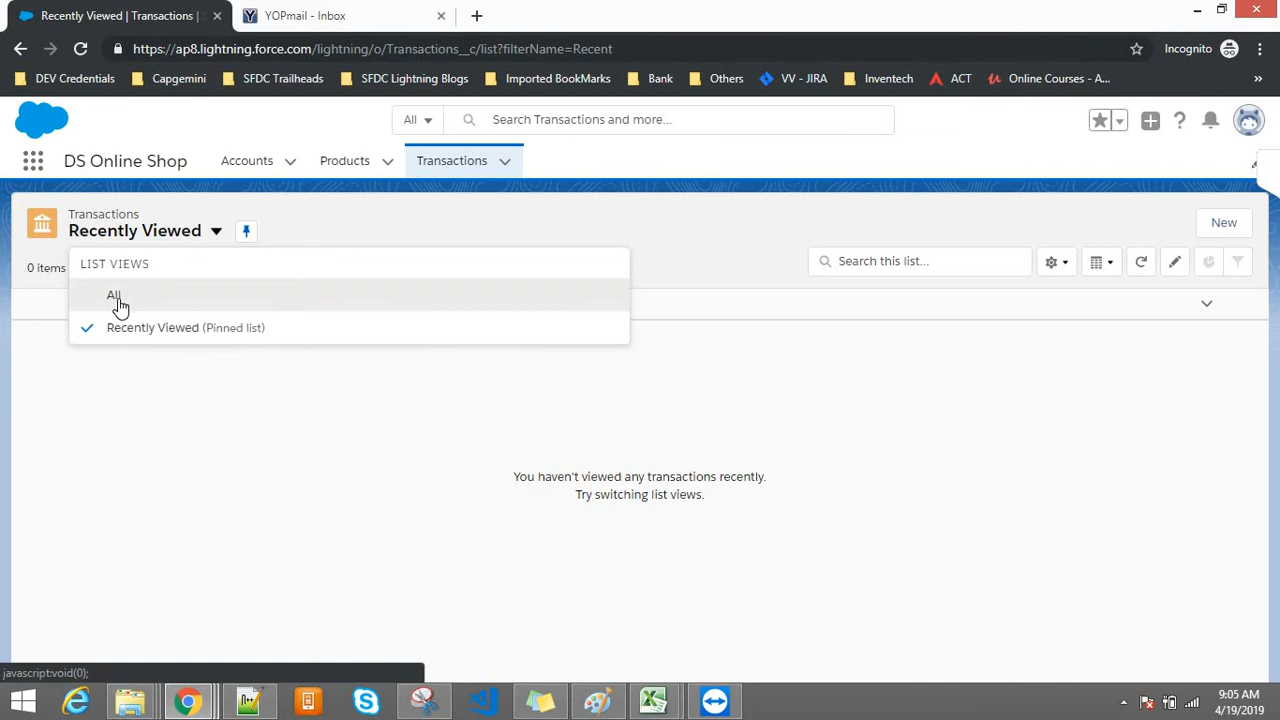 Recently Viewed | Transactions |
YOPmail - Inbox
https://ap8.lightning.force.com/lightning/o/Transactions__c/list?filterName=Recent
Incognito
DEV Credentials
Capgemini
SFDC Trailheads
SFDC Lightning Blogs
Imported BookMarks
Bank
Others
VV - JIRA
Inventech
ACT
Online Courses - A...
»
All
Search Transactions and more...
DS Online Shop
Accounts
Products
Transactions
Transactions
Recently Viewed
New
0 items
LIST VIEWS
Search this list...
All
Recently Viewed (Pinned list)
You haven't viewed any transactions recently.
Try switching list views.
javascript:void(0);
9:05 AM
4/19/2019